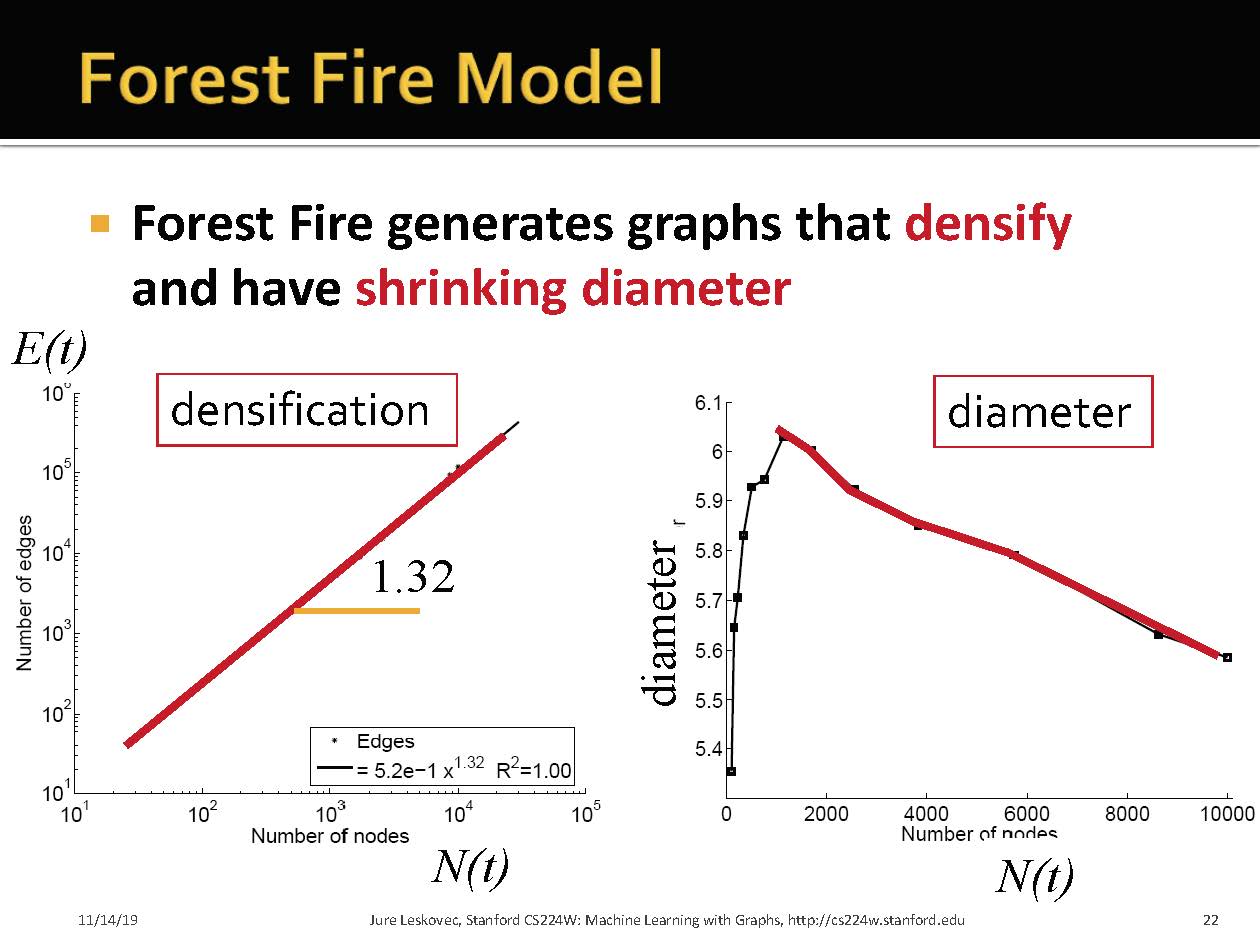 Forest Fire Model
Forest Fire generates graphs that densify
and have shrinking diameter
E(t)
densification
10^6
10^5
10^4
10^3
10^2
10^1
Number of edges
1.32
* Edges
= 5.2e−1 x^1.32 R^2=1.00
10^1 10^2 10^3 10^4 10^5
Number of nodes
N(t)
diameter
6.1
6
5.9
5.8
5.7
5.6
5.5
5.4
diameter
0 2000 4000 6000 8000 10000
Number of nodes
N(t)
11/14/19
Jure Leskovec, Stanford CS224W: Machine Learning with Graphs, http://cs224w.stanford.edu
22